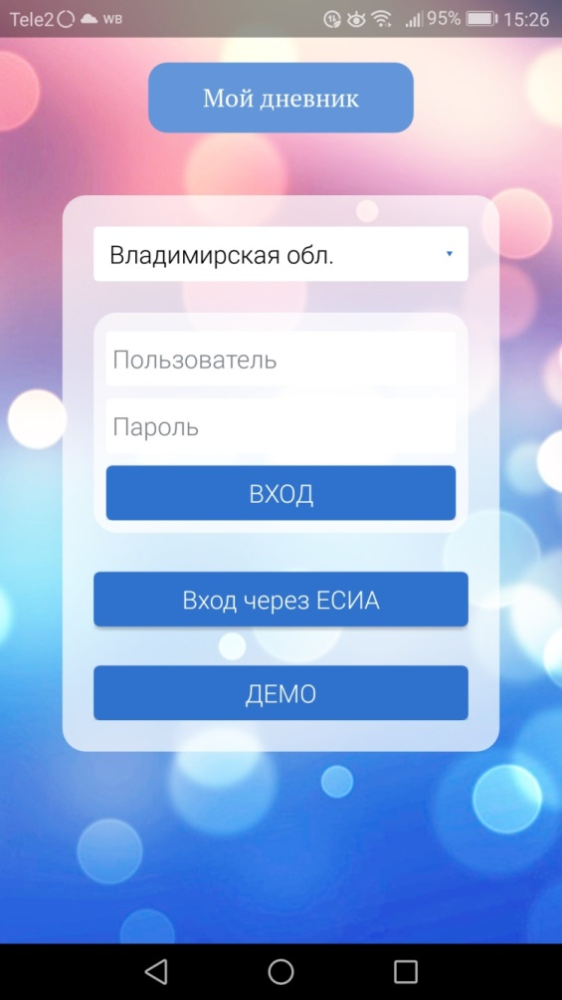 Tele2 WB 95% 15:26
Мой дневник
Владимирская обл.
Пользователь
Пароль
ВХОД
Вход через ЕСИА
ДЕМО